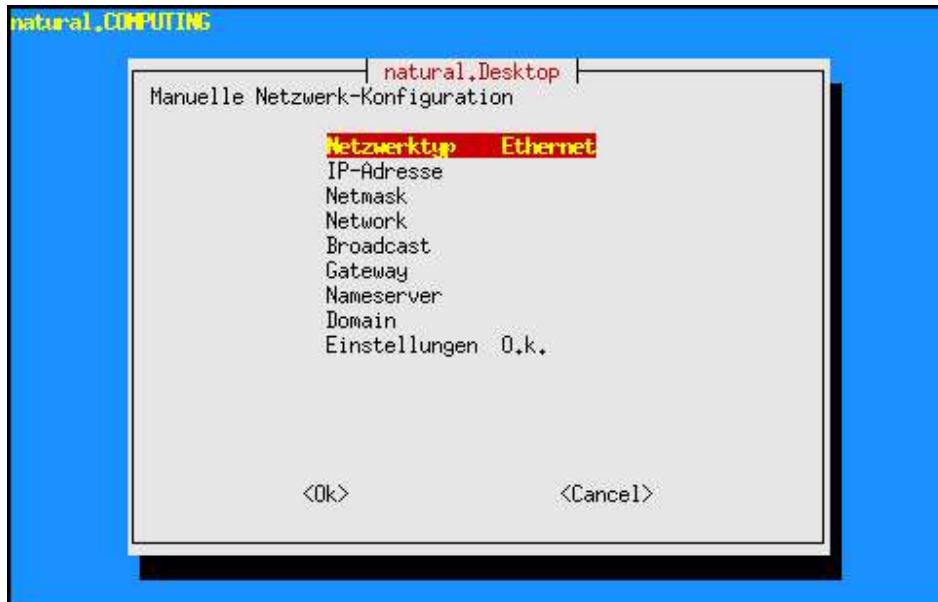 natural.COMPUTING
natural.Desktop
Manuelle Netzwerk-Konfiguration
Netzwerktyp Ethernet
IP-Adresse
Netmask
Network
Broadcast
Gateway
Nameserver
Domain
Einstellungen O.k.
<Ok> <Cancel>